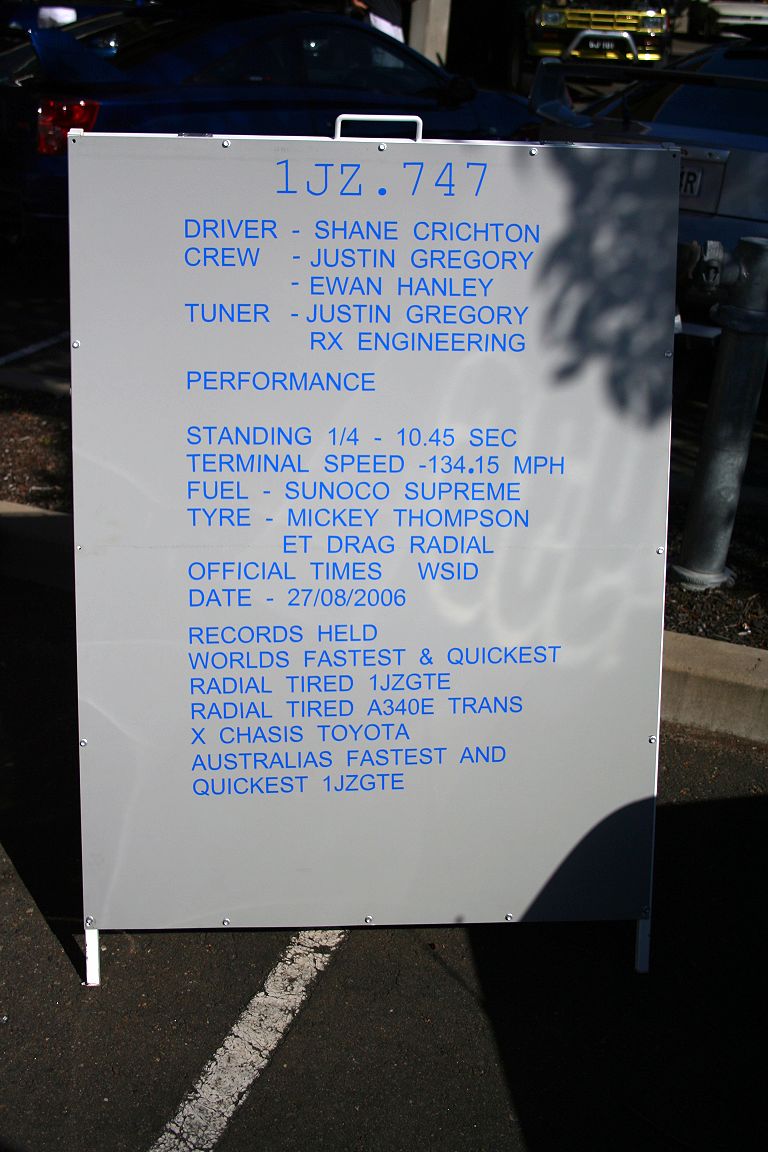 1JZ.747
DRIVER - SHANE CRICHTON
CREW - JUSTIN GREGORY
- EWAN HANLEY
TUNER - JUSTIN GREGORY
RX ENGINEERING
PERFORMANCE
STANDING 1/4 - 10.45 SEC
TERMINAL SPEED -134.15 MPH
FUEL - SUNOCO SUPREME
TYRE - MICKEY THOMPSON
ET DRAG RADIAL
OFFICIAL TIMES WSID
DATE - 27/08/2006
RECORDS HELD
WORLDS FASTEST & QUICKEST
RADIAL TIRED 1JZGTE
RADIAL TIRED A340E TRANS
X CHASIS TOYOTA
AUSTRALIAS FASTEST AND
QUICKEST 1JZGTE